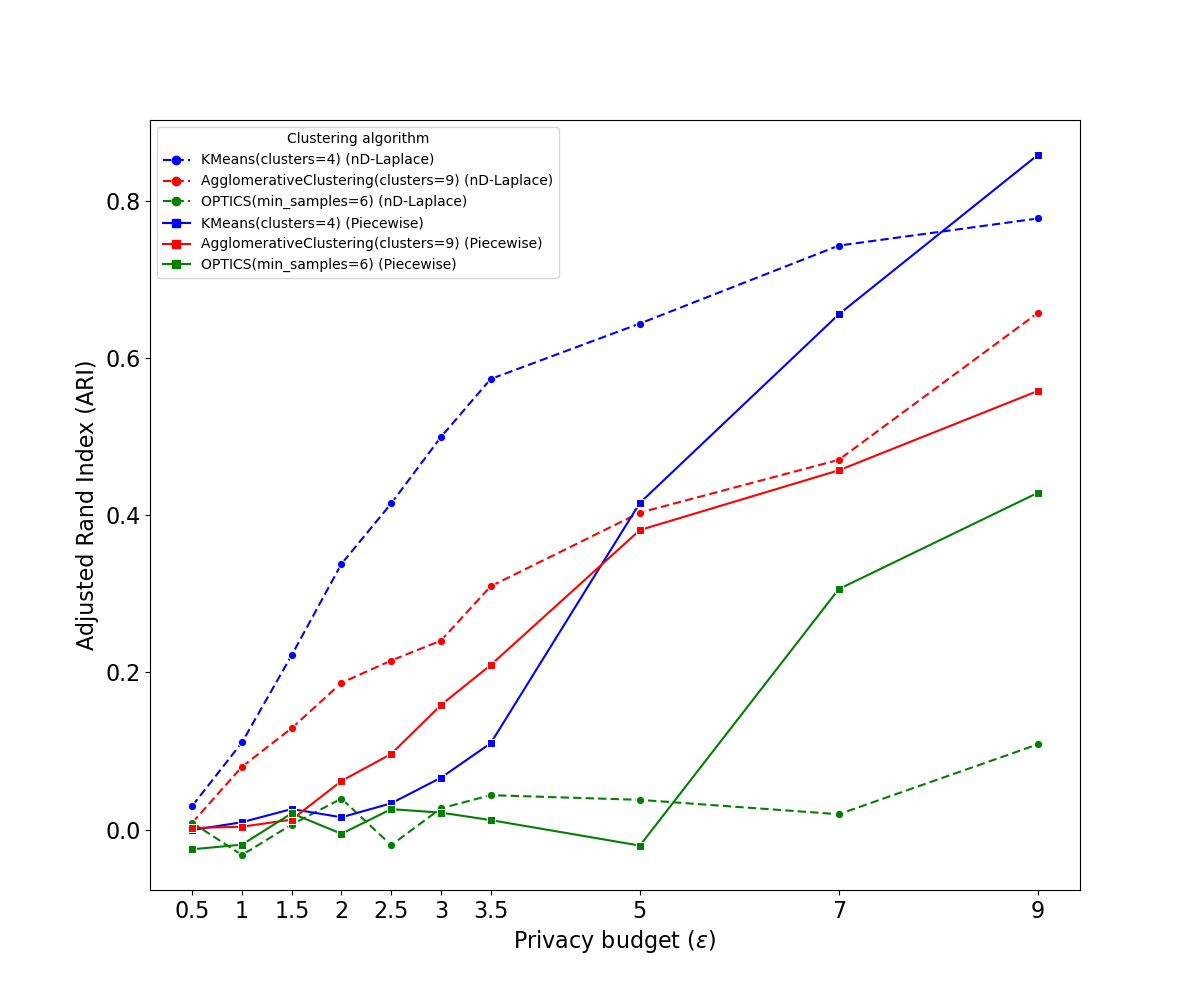 Clustering algorithm
KMeans(clusters=4) (nD-Laplace)
AgglomerativeClustering(clusters=9) (nD-Laplace)
OPTICS(min_samples=6) (nD-Laplace)
KMeans(clusters=4) (Piecewise)
AgglomerativeClustering(clusters=9) (Piecewise)
OPTICS(min_samples=6) (Piecewise)
Adjusted Rand Index (ARI)
0.8
0.6
0.4
0.2
0.0
0.5 1 1.5 2 2.5 3 3.5 5 7 9
Privacy budget (ε)